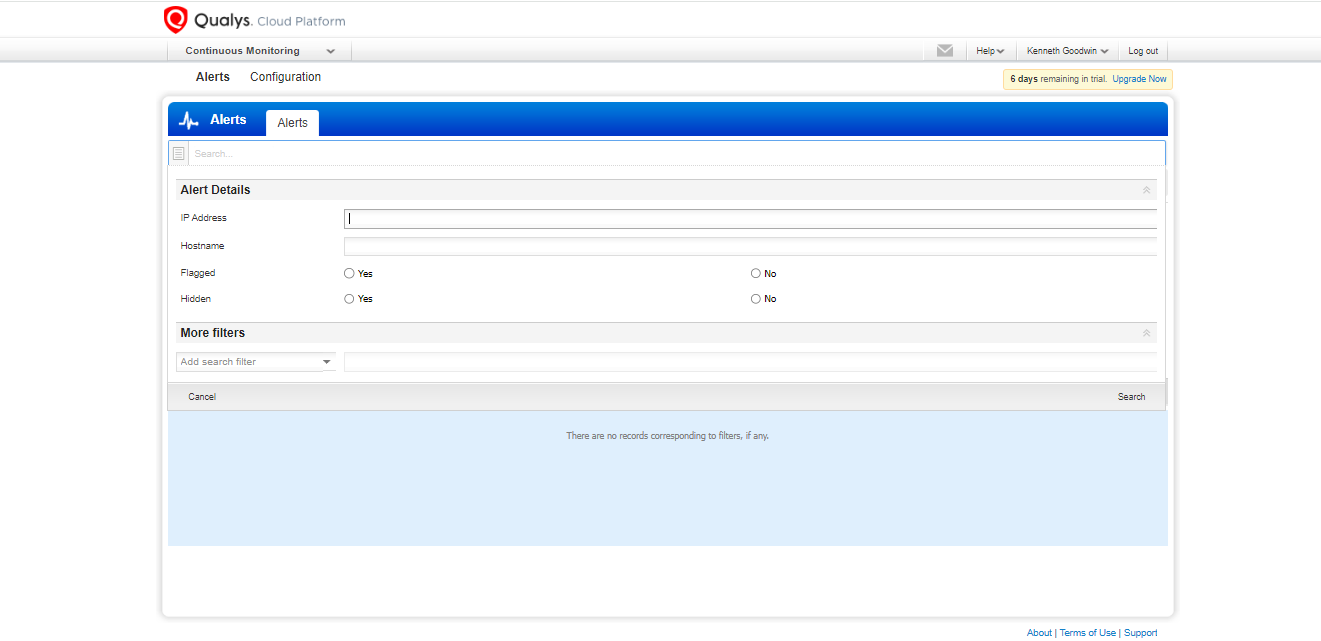 Qualys. Cloud Platform
Continuous Monitoring
Help
Kenneth Goodwin
Log out
Alerts
Configuration
6 days remaining in trial. Upgrade Now
Alerts
Alerts
Search...
Alert Details
IP Address
Hostname
Flagged
Yes
No
Hidden
Yes
No
More filters
Add search filter
Cancel
Search
There are no records corresponding to filters, if any.
About | Terms of Use | Support